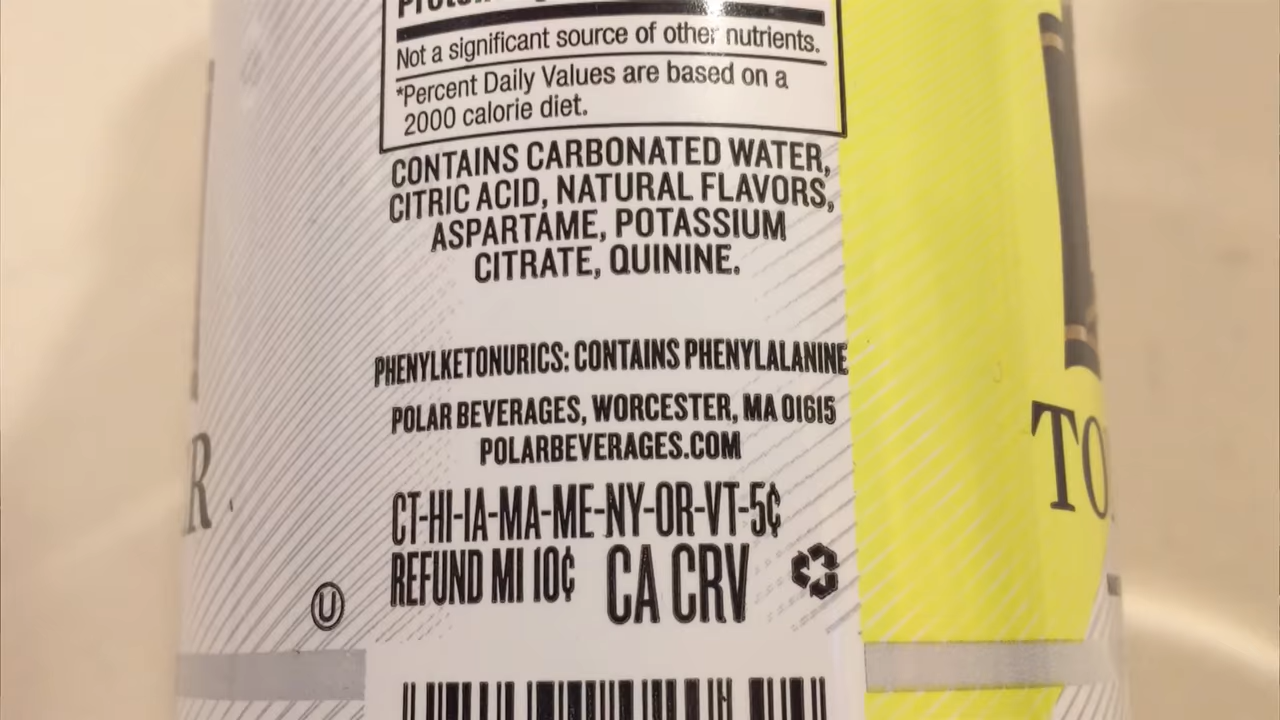 Not a significant source of other nutrients.
*Percent Daily Values are based on a
2000 calorie diet.
CONTAINS CARBONATED WATER,
CITRIC ACID, NATURAL FLAVORS,
ASPARTAME, POTASSIUM
CITRATE, QUININE.
PHENYLKETONURICS: CONTAINS PHENYLALANINE
POLAR BEVERAGES, WORCESTER, MA 01615
POLARBEVERAGES.COM
CT-HI-IA-MA-ME-NY-OR-VT-5¢
REFUND MI 10¢ CA CRV
U
R
TO